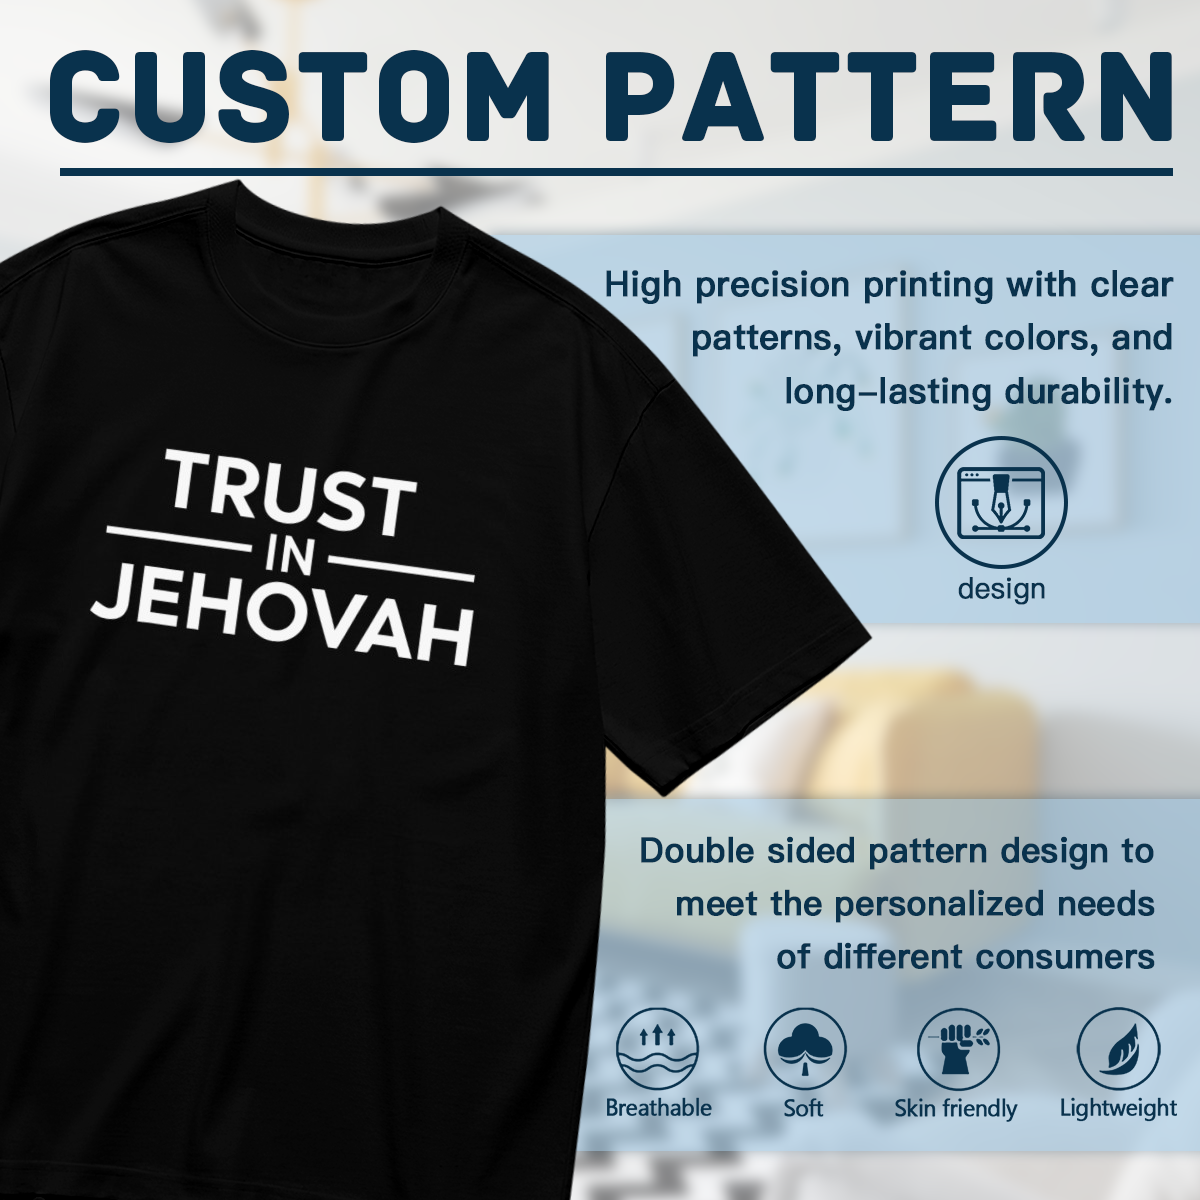 CUSTOM PATTERN
High precision printing with clear
patterns, vibrant colors, and
long-lasting durability.
design
TRUST
IN
JEHOVAH
Double sided pattern design to
meet the personalized needs
of different consumers
Breathable
Soft
Skin friendly
Lightweight